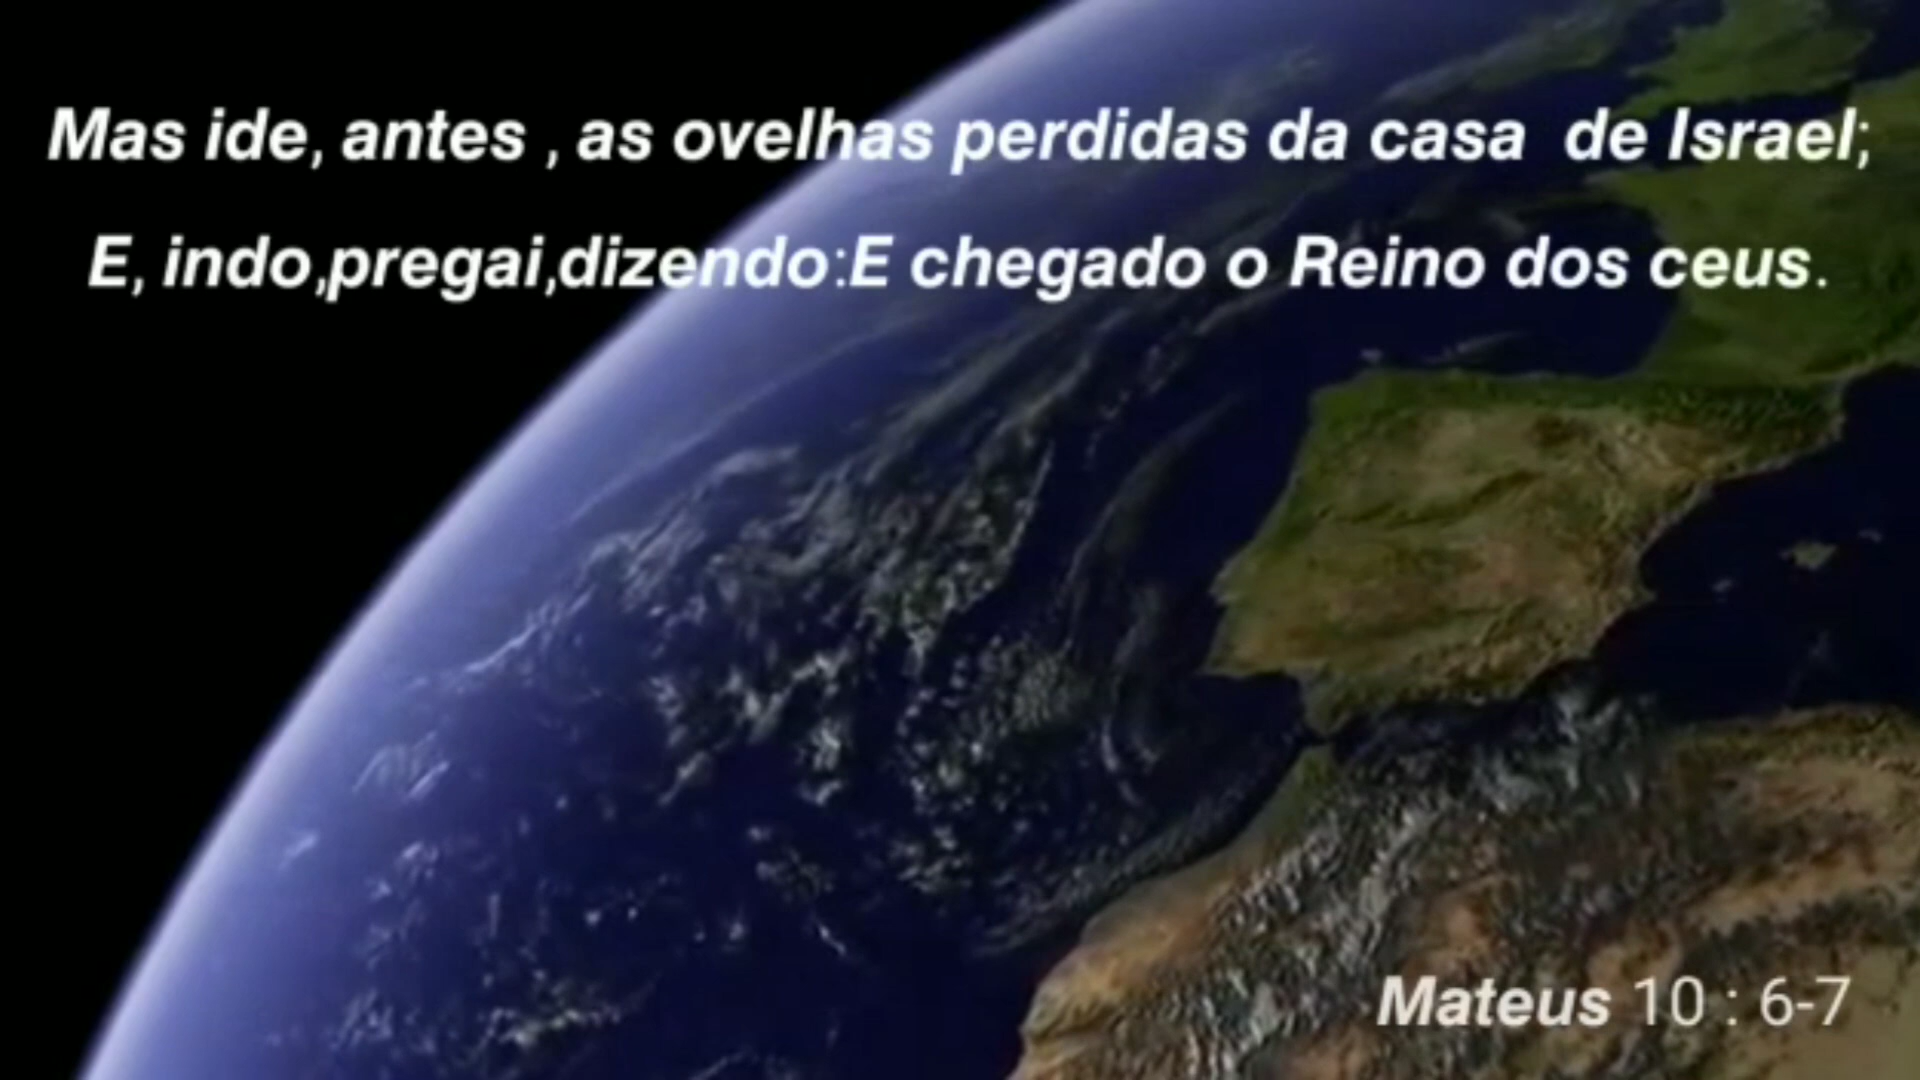 Mas ide, antes , as ovelhas perdidas da casa  de Israel;
E, indo,pregai,dizendo:E chegado o Reino dos ceus.
Mateus 10 : 6-7